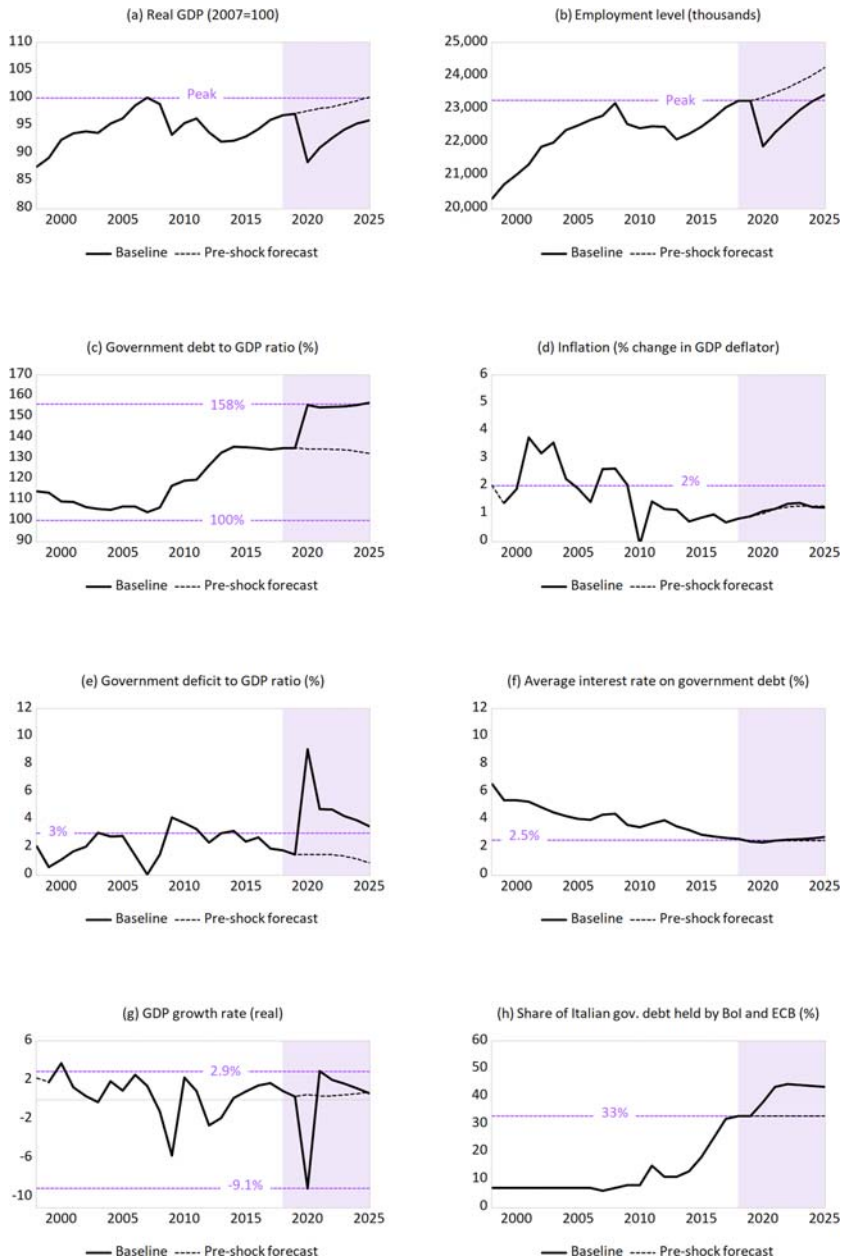 (a) Real GDP (2007=100)
110
105
100
95
90
85
80
Peak
2000 2005 2010 2015 2020 2025
Baseline Pre-shock forecast
(b) Employment level (thousands)
25,000
24,000
23,000
22,000
21,000
20,000
Peak
2000 2005 2010 2015 2020 2025
Baseline Pre-shock forecast
(c) Government debt to GDP ratio (%)
170
160
150
140
130
120
110
100
90
158%
100%
2000 2005 2010 2015 2020 2025
Baseline Pre-shock forecast
(d) Inflation (% change in GDP deflator)
6
5
4
3
2
1
0
2%
2000 2005 2010 2015 2020 2025
Baseline Pre-shock forecast
(e) Government deficit to GDP ratio (%)
12
10
8
6
4
2
0
3%
2000 2005 2010 2015 2020 2025
Baseline Pre-shock forecast
(f) Average interest rate on government debt (%)
12
10
8
6
4
2
0
2.5%
2000 2005 2010 2015 2020 2025
Baseline Pre-shock forecast
(g) GDP growth rate (real)
6
2
-2
-6
-10
2.9%
-9.1%
2000 2005 2010 2015 2020 2025
Baseline Pre-shock forecast
(h) Share of Italian gov. debt held by BoI and ECB (%)
60
50
40
30
20
10
0
33%
2000 2005 2010 2015 2020 2025
Baseline Pre-shock forecast